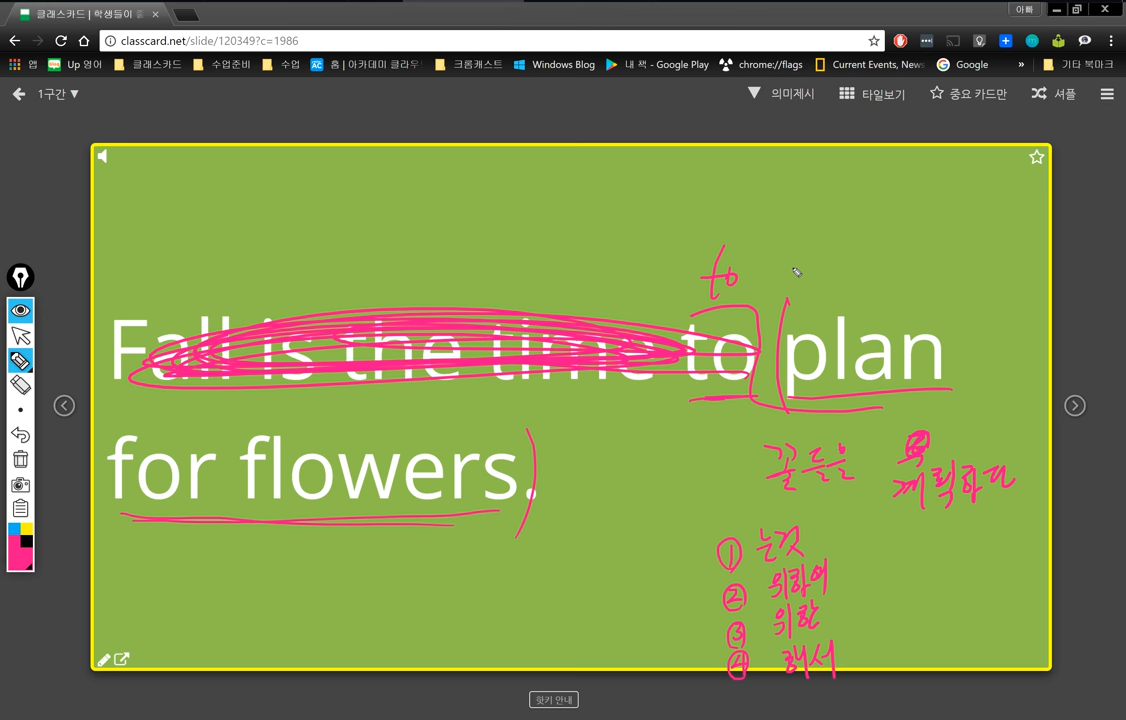 클래스카드 | 학생들이 좋
아빠
classcard.net/slide/120349?c=1986
앱 Up 영어 클래스카드 수업준비 수업 홈 | 아카데미 클라우 크롬캐스트 Windows Blog 내 책 - Google Play chrome://flags Current Events, News Google » 기타 북마크
1구간 ▼ ▼ 의미제시 타일보기 중요 카드만 셔플
to
Fall is the time to plan
for flowers.
꽃들을
계획하다
① 는것
② 위하여
③ 위한
④ 해서
핫키 안내